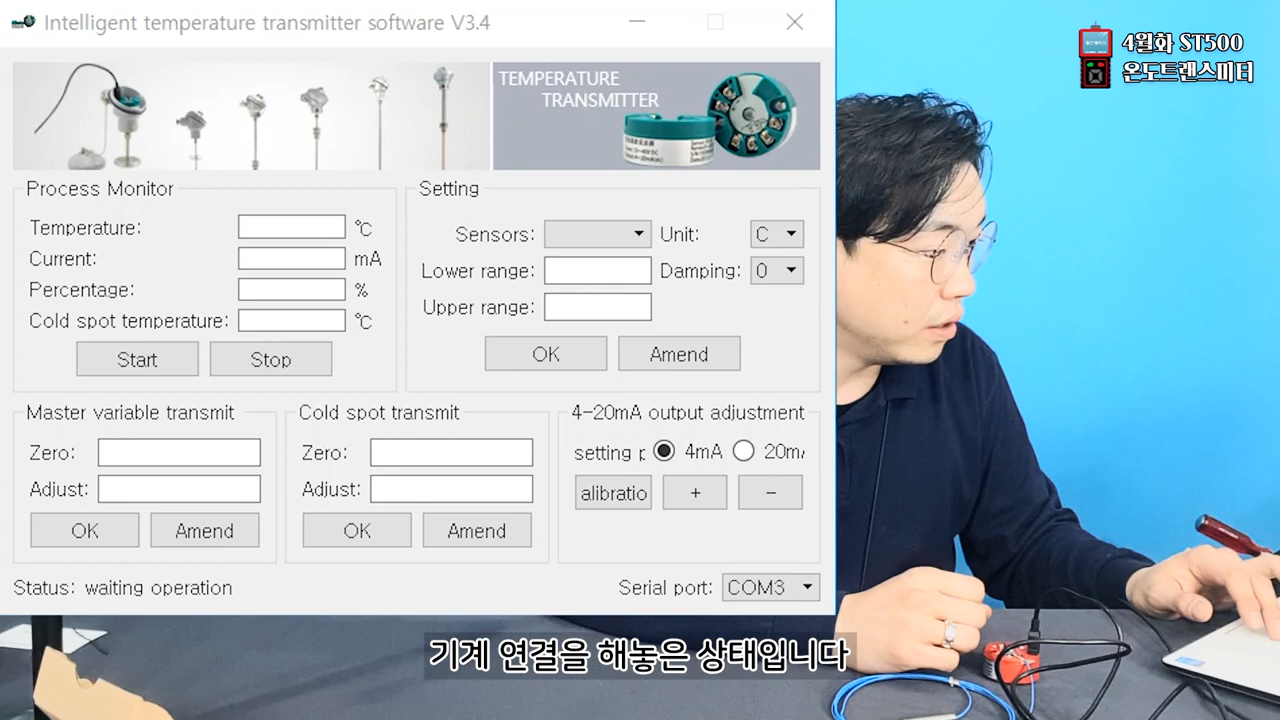 Intelligent temperature transmitter software V3.4
4월화 ST500
온도트랜스미터
TEMPERATURE
TRANSMITTER
Process Monitor
Temperature: ℃
Current: mA
Percentage: %
Cold spot temperature: ℃
Start Stop
Setting
Sensors: Unit: C
Lower range: Damping: 0
Upper range:
OK Amend
Master variable transmit
Zero:
Adjust:
OK Amend
Cold spot transmit
Zero:
Adjust:
OK Amend
4-20mA output adjustment
setting p 4mA 20m
alibratio + -
Status: waiting operation
Serial port: COM3
기계 연결을 해놓은 상태입니다